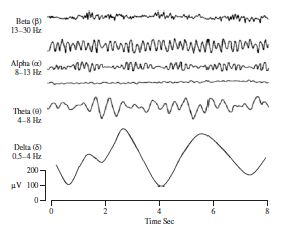 Beta (β)
13–30 Hz
Alpha (α)
8–13 Hz
Theta (θ)
4–8 Hz
Delta (δ)
0.5–4 Hz
200
μV 100
0
0 2 4 6 8
Time Sec